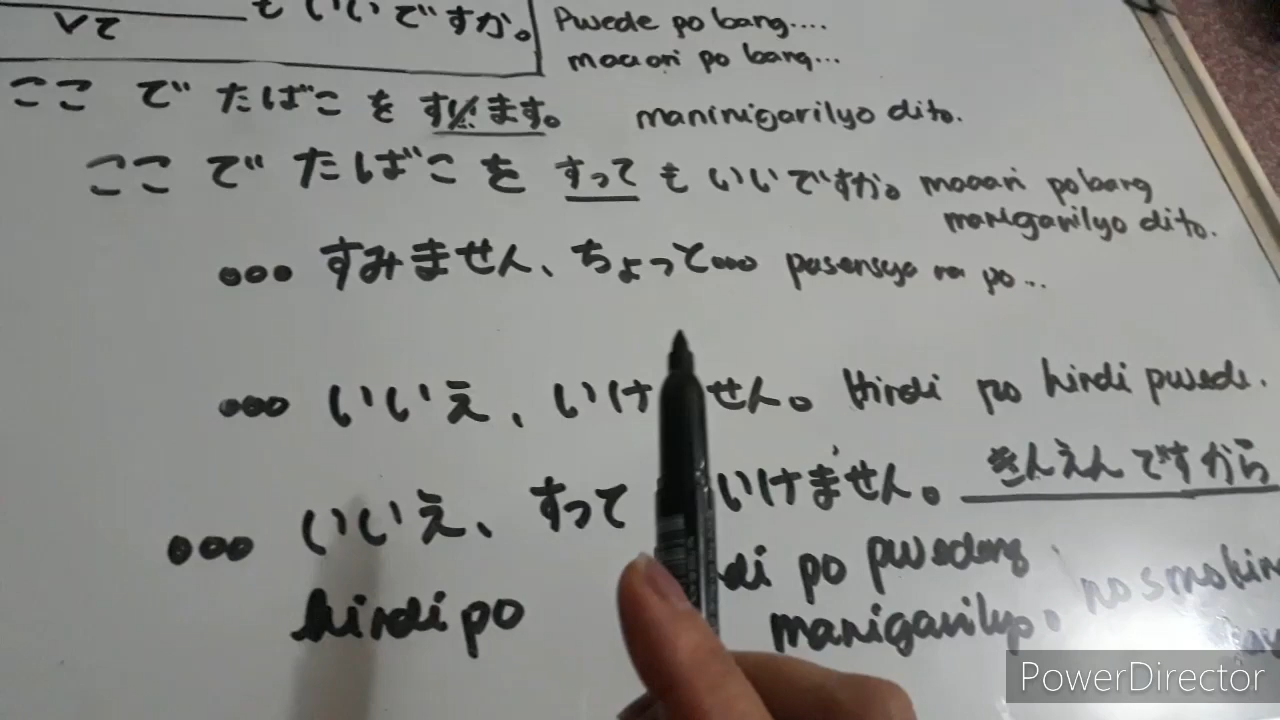 Vて ___ も いいですか。 Pwede po bang....
maaari po bang...
ここ で たばこ を すいます。 maninigarilyo dito.
ここ で たばこ を すって も いいですか。 maaari po bang
manigarilyo dito.
ooo すみません、ちょっと... pasensya na po...
ooo いいえ、いけ せん。 Hindi po hindi pwede.
ooo いいえ、すって いけません。 きんえんですから
hindi po di po pwedeng no smoking
manigarilyo.
PowerDirector